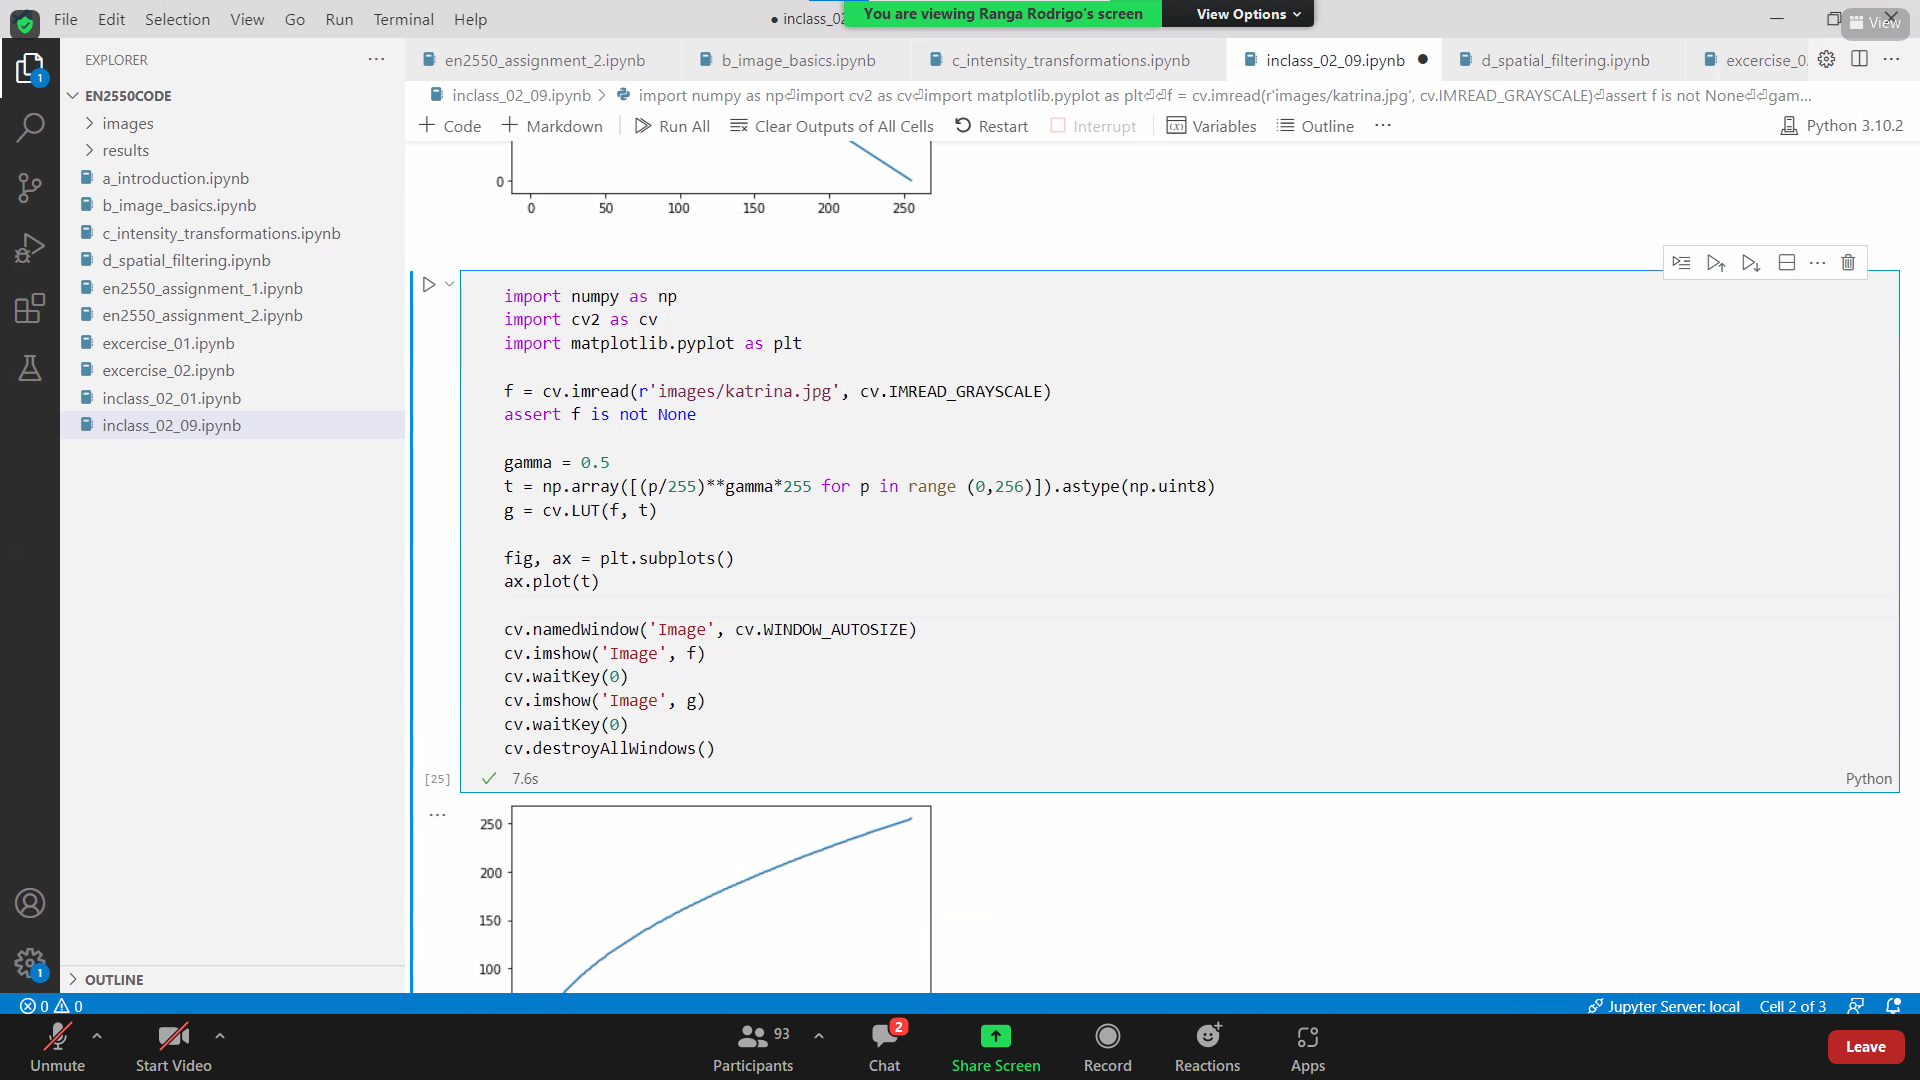 File Edit Selection View Go Run Terminal Help
● inclass_02
You are viewing Ranga Rodrigo's screen
View Options
View
EXPLORER
en2550_assignment_2.ipynb
b_image_basics.ipynb
c_intensity_transformations.ipynb
inclass_02_09.ipynb
d_spatial_filtering.ipynb
excercise_0
EN2550CODE
images
results
a_introduction.ipynb
b_image_basics.ipynb
c_intensity_transformations.ipynb
d_spatial_filtering.ipynb
en2550_assignment_1.ipynb
en2550_assignment_2.ipynb
excercise_01.ipynb
excercise_02.ipynb
inclass_02_01.ipynb
inclass_02_09.ipynb
OUTLINE
inclass_02_09.ipynb > import numpy as np⏎import cv2 as cv⏎import matplotlib.pyplot as plt⏎⏎f = cv.imread(r'images/katrina.jpg', cv.IMREAD_GRAYSCALE)⏎assert f is not None⏎⏎gam...
+ Code + Markdown Run All Clear Outputs of All Cells Restart Interrupt Variables Outline ... Python 3.10.2
0
0 50 100 150 200 250
import numpy as np
import cv2 as cv
import matplotlib.pyplot as plt
f = cv.imread(r'images/katrina.jpg', cv.IMREAD_GRAYSCALE)
assert f is not None
gamma = 0.5
t = np.array([(p/255)**gamma*255 for p in range (0,256)]).astype(np.uint8)
g = cv.LUT(f, t)
fig, ax = plt.subplots()
ax.plot(t)
cv.namedWindow('Image', cv.WINDOW_AUTOSIZE)
cv.imshow('Image', f)
cv.waitKey(0)
cv.imshow('Image', g)
cv.waitKey(0)
cv.destroyAllWindows()
[25] 7.6s Python
250
200
150
100
1
1
0 0
Jupyter Server: local Cell 2 of 3
Unmute
Start Video
93
Participants
2
Chat
Share Screen
Record
Reactions
Apps
Leave